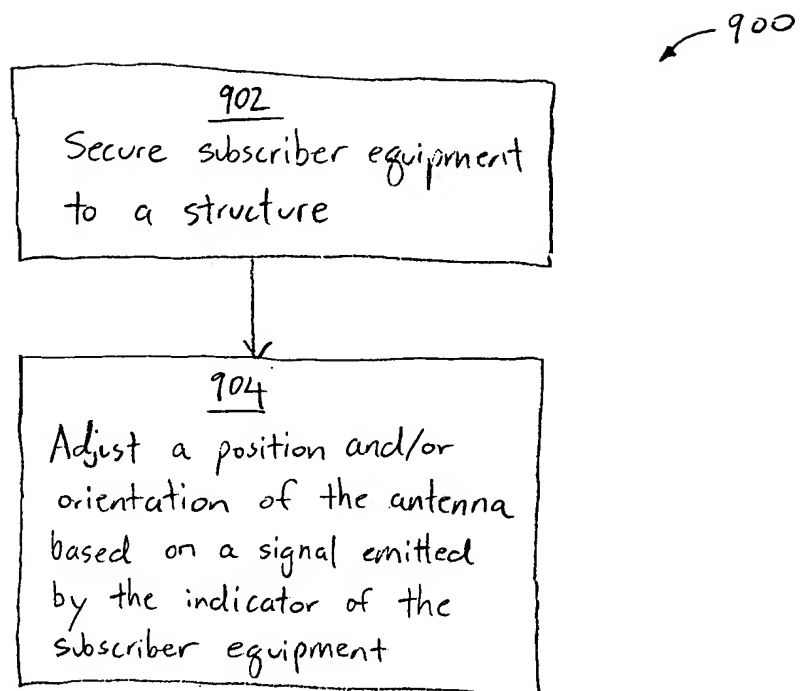 900
902
Secure subscriber equipment
to a structure
904
Adjust a position and/or
orientation of the antenna
based on a signal emitted
by the indicator of the
subscriber equipment